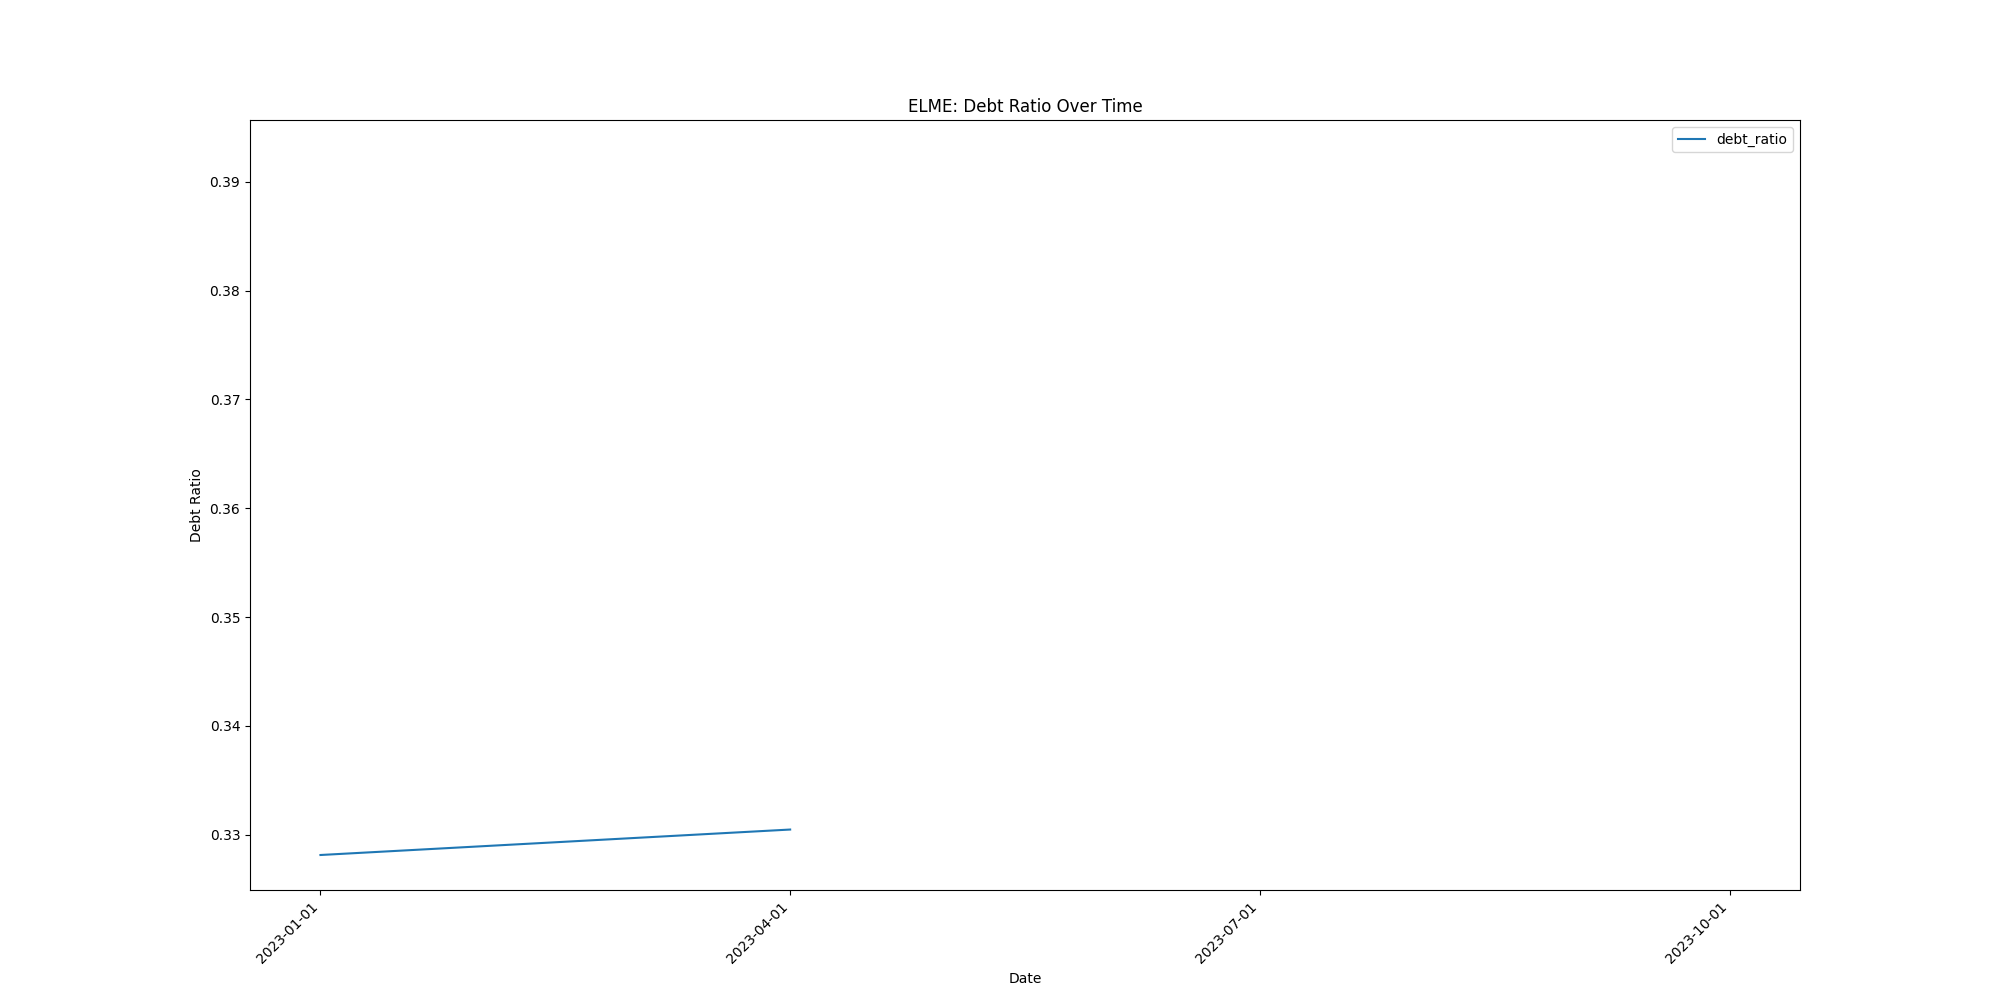 ELME: Debt Ratio Over Time
debt_ratio
0.39
0.38
0.37
0.36
0.35
0.34
0.33
Debt Ratio
2023-01-01
2023-04-01
2023-07-01
2023-10-01
Date